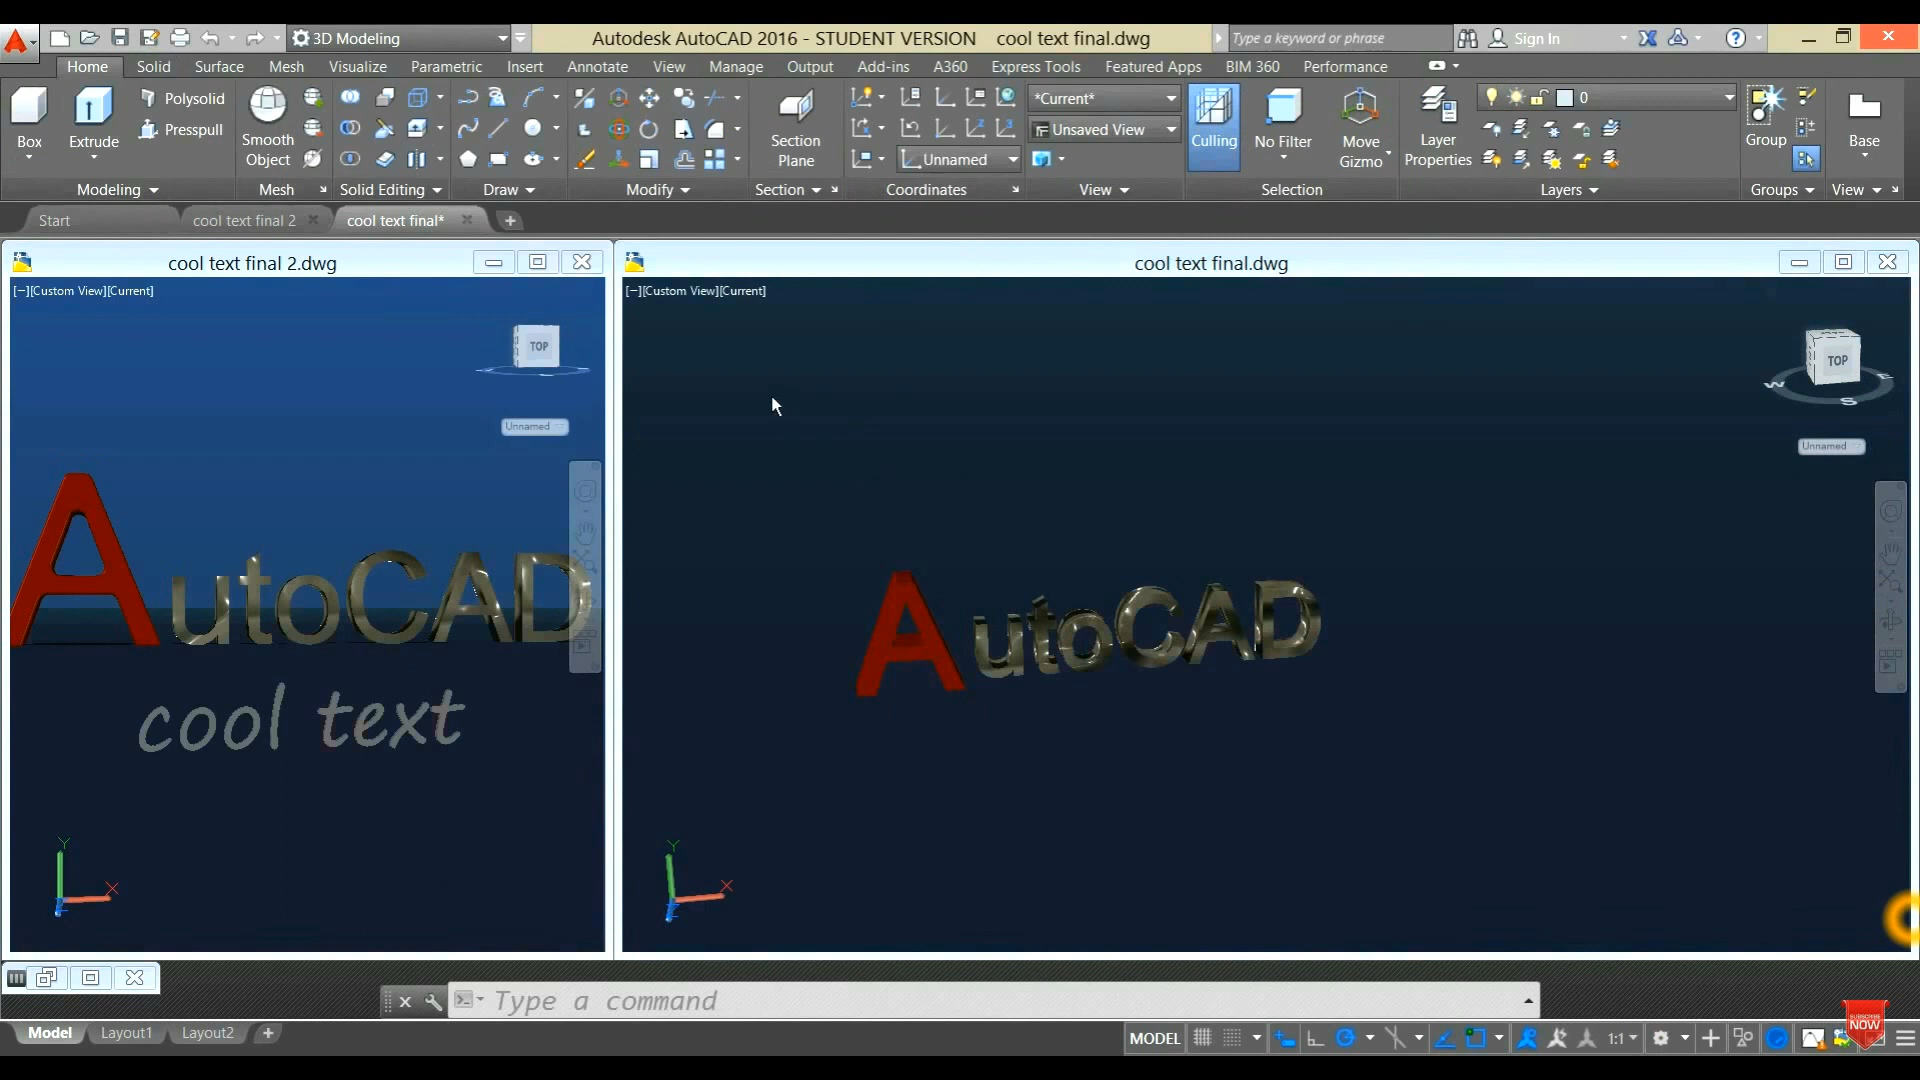 3D Modeling
Autodesk AutoCAD 2016 - STUDENT VERSION cool text final.dwg
Type a keyword or phrase
Sign In
Home Solid Surface Mesh Visualize Parametric Insert Annotate View Manage Output Add-ins A360 Express Tools Featured Apps BIM 360 Performance
Box
Extrude
Polysolid
Presspull
Smooth
Object
Section
Plane
*Current*
Unsaved View
Unnamed
Culling
No Filter
Move
Gizmo
Layer
Properties
0
Group
Base
Modeling Mesh Solid Editing Draw Modify Section Coordinates View Selection Layers Groups View
Start cool text final 2 cool text final*
cool text final 2.dwg
[−][Custom View][Current]
TOP
Unnamed
AutoCAD
cool text
Y
X
cool text final.dwg
[−][Custom View][Current]
TOP
W
E
S
Unnamed
AutoCAD
Y
X
Type a command
Model Layout1 Layout2
MODEL
1:1
SUBSCRIBE
NOW